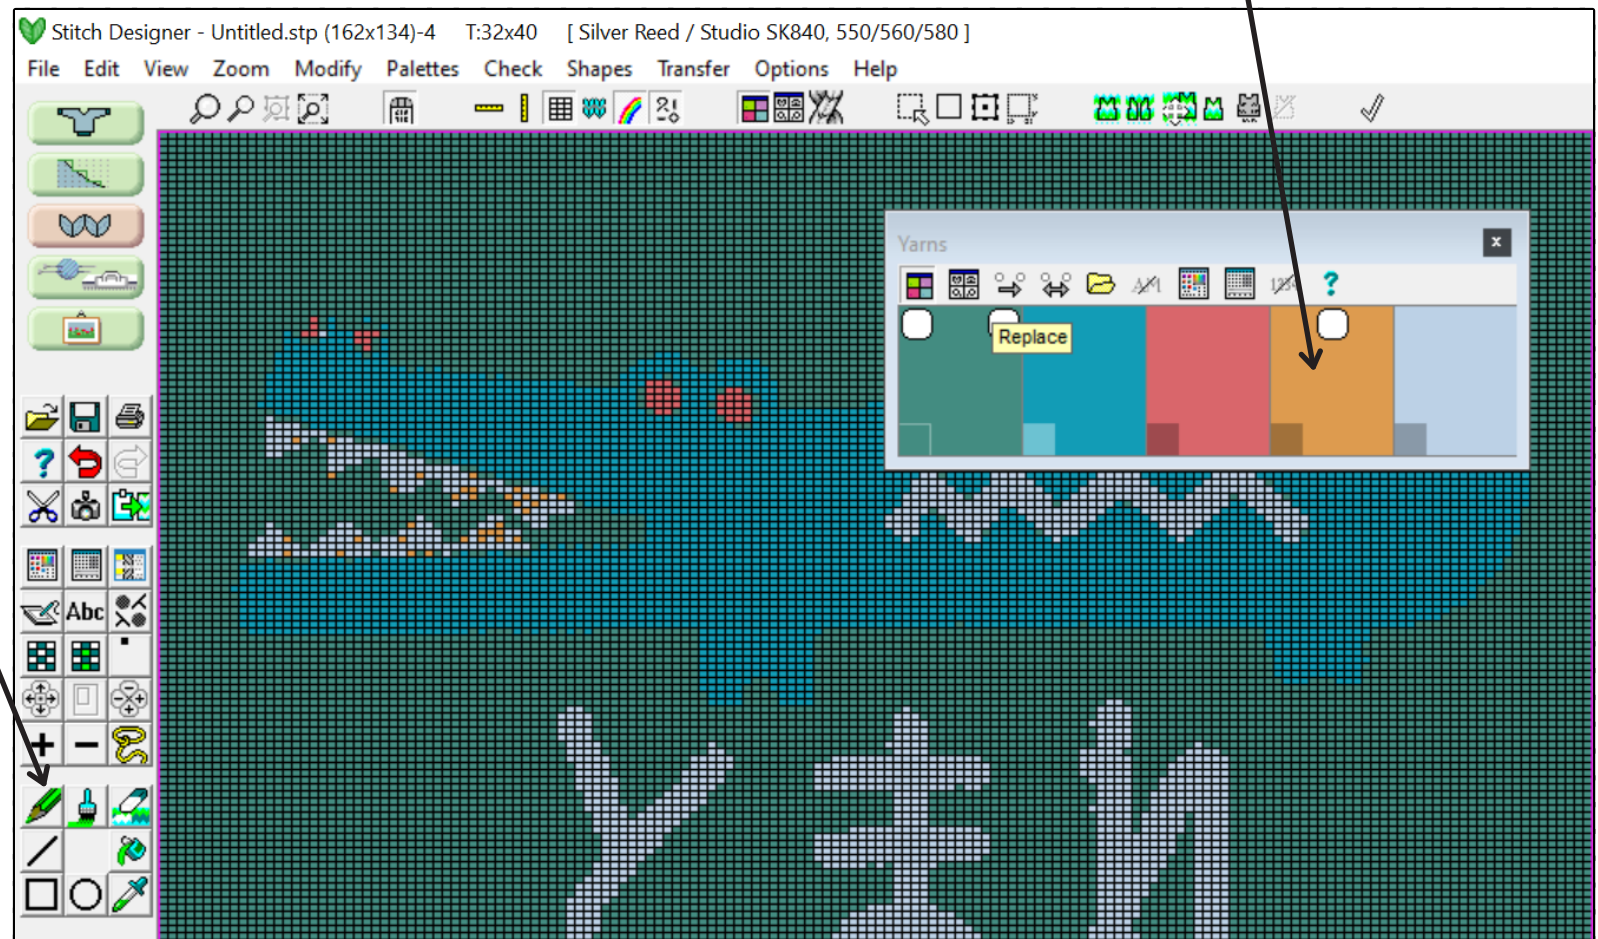 Stitch Designer - Untitled.stp (162x134)-4 T:32x40 [ Silver Reed / Studio SK840, 550/560/580 ]
File Edit View Zoom Modify Palettes Check Shapes Transfer Options Help
Yarns
x
?
Replace
?
Abc